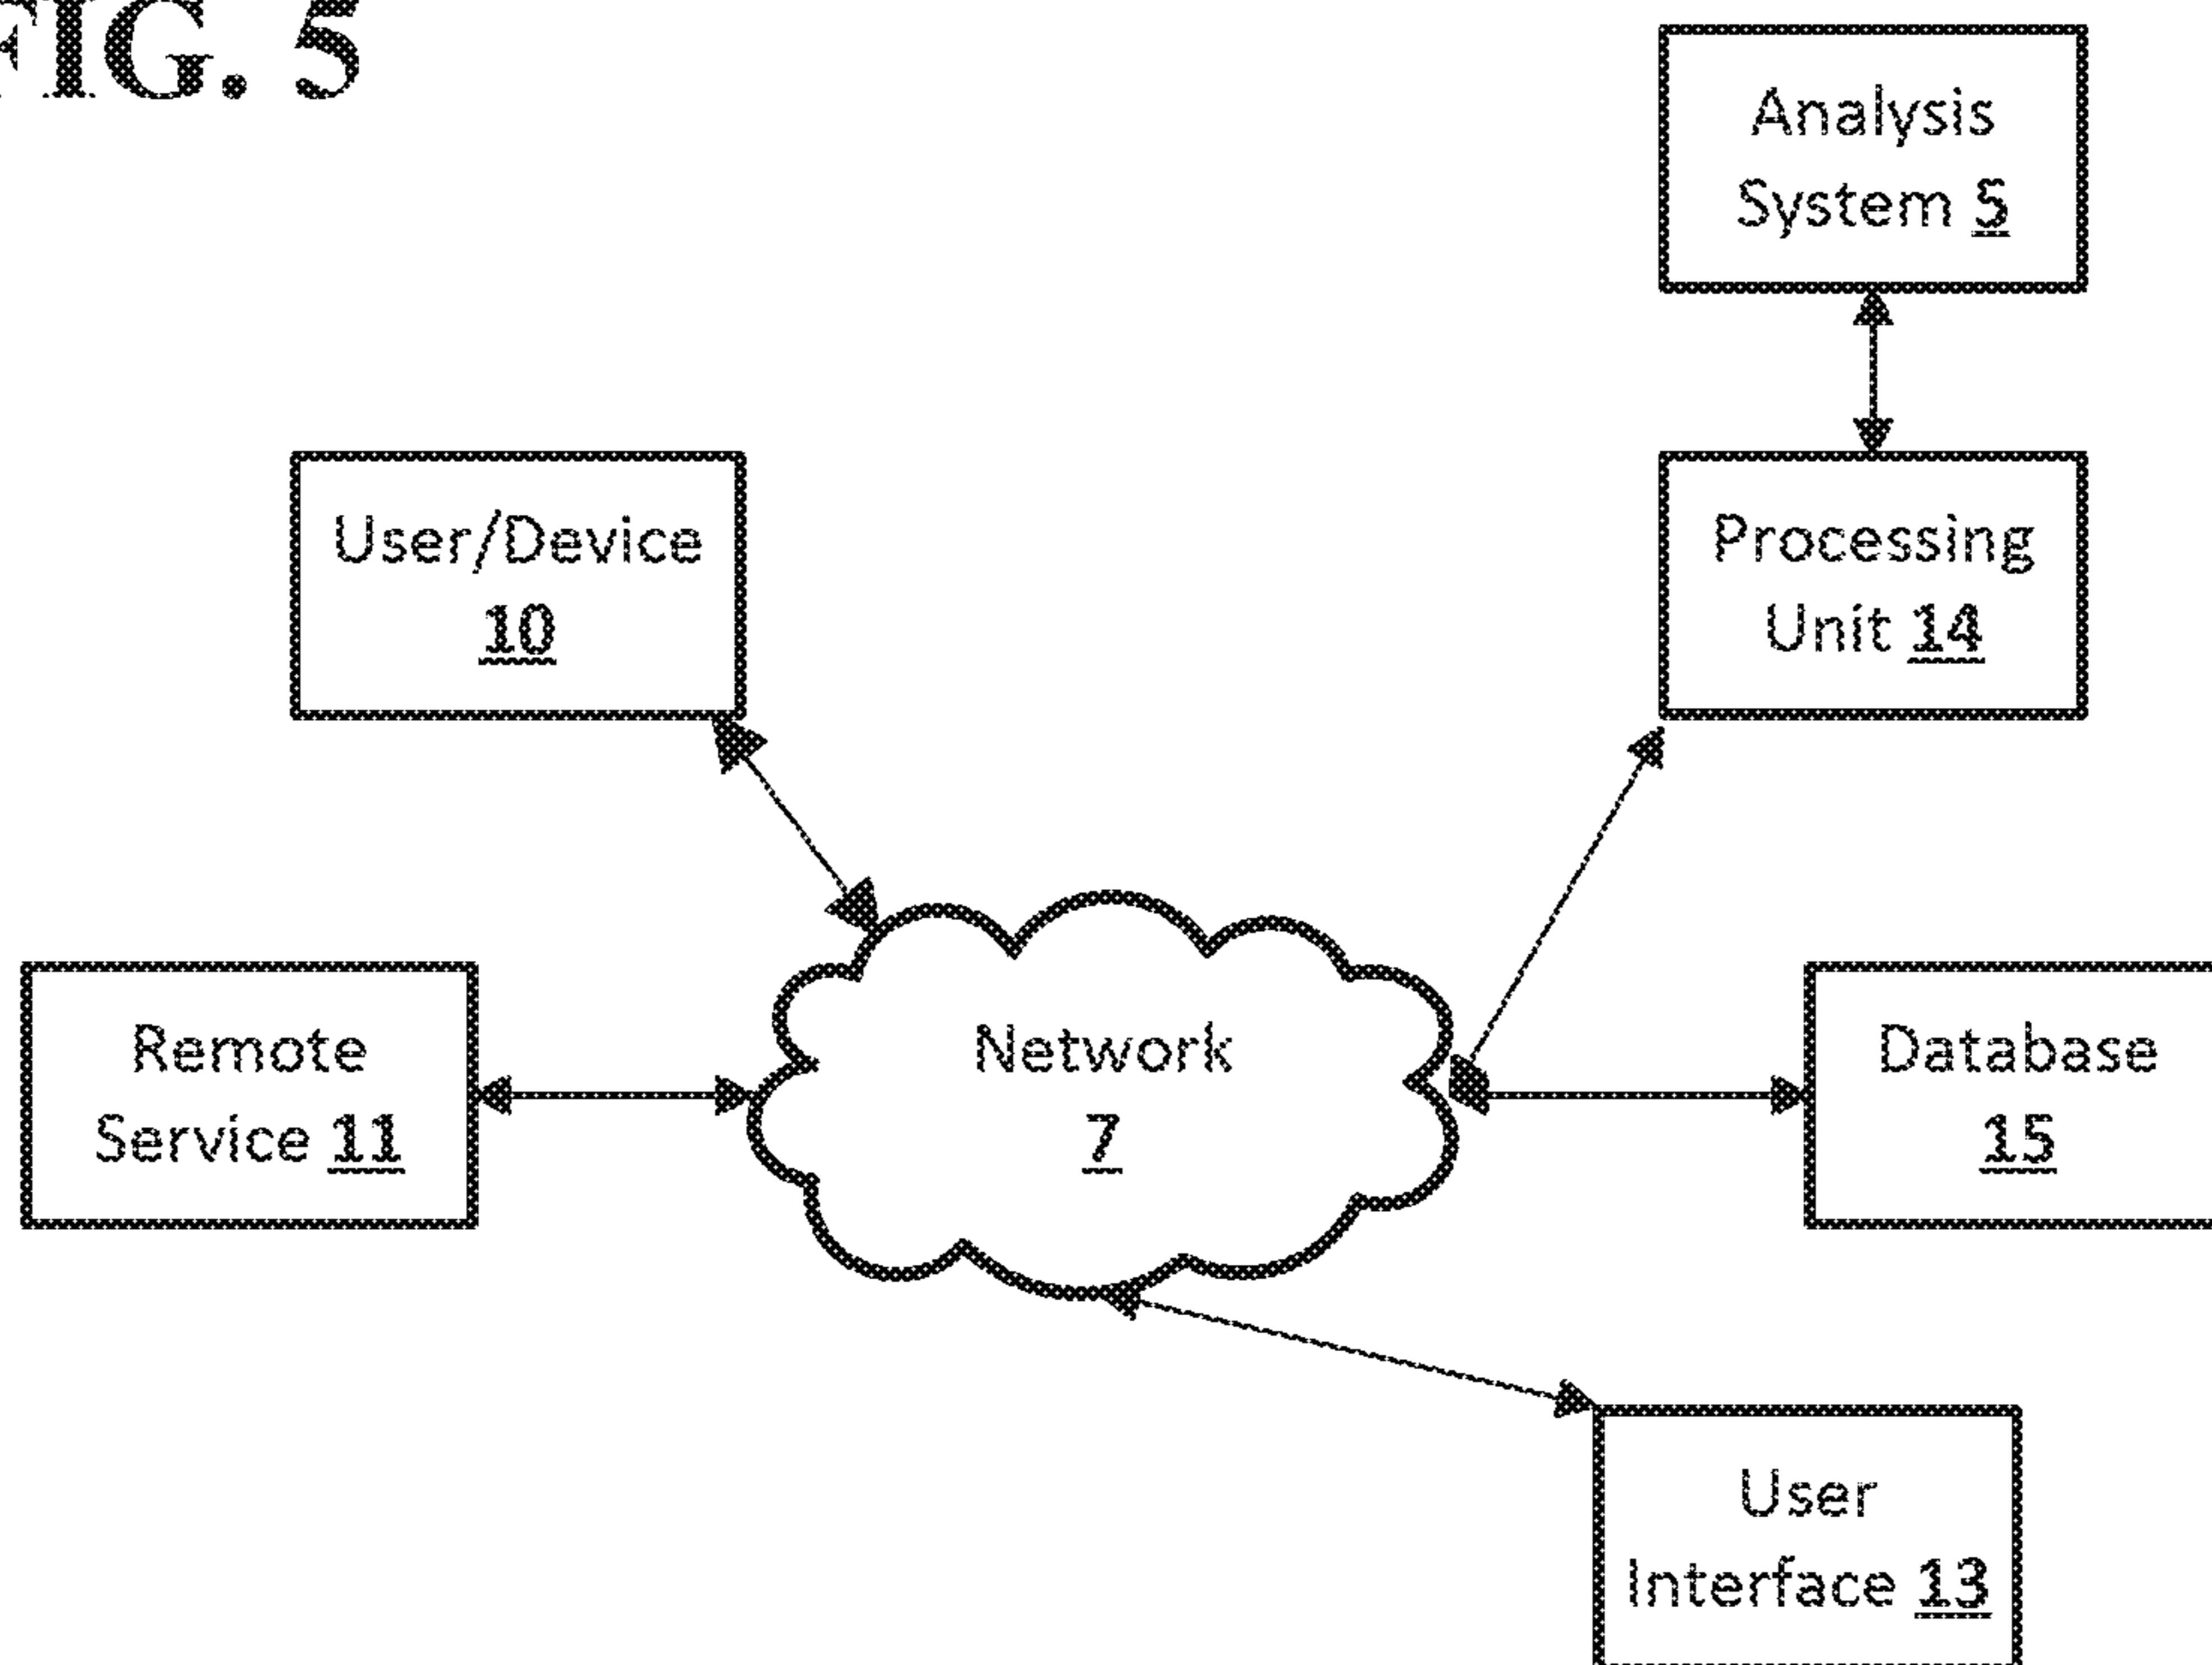 FIG. 5
Analysis
System 5
User/Device
10
Processing
Unit 14
Remote
Service 11
Network
7
Database
15
User
Interface 13